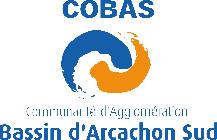 COBAS
Communauté d'Agglomération
Bassin d'Arcachon Sud